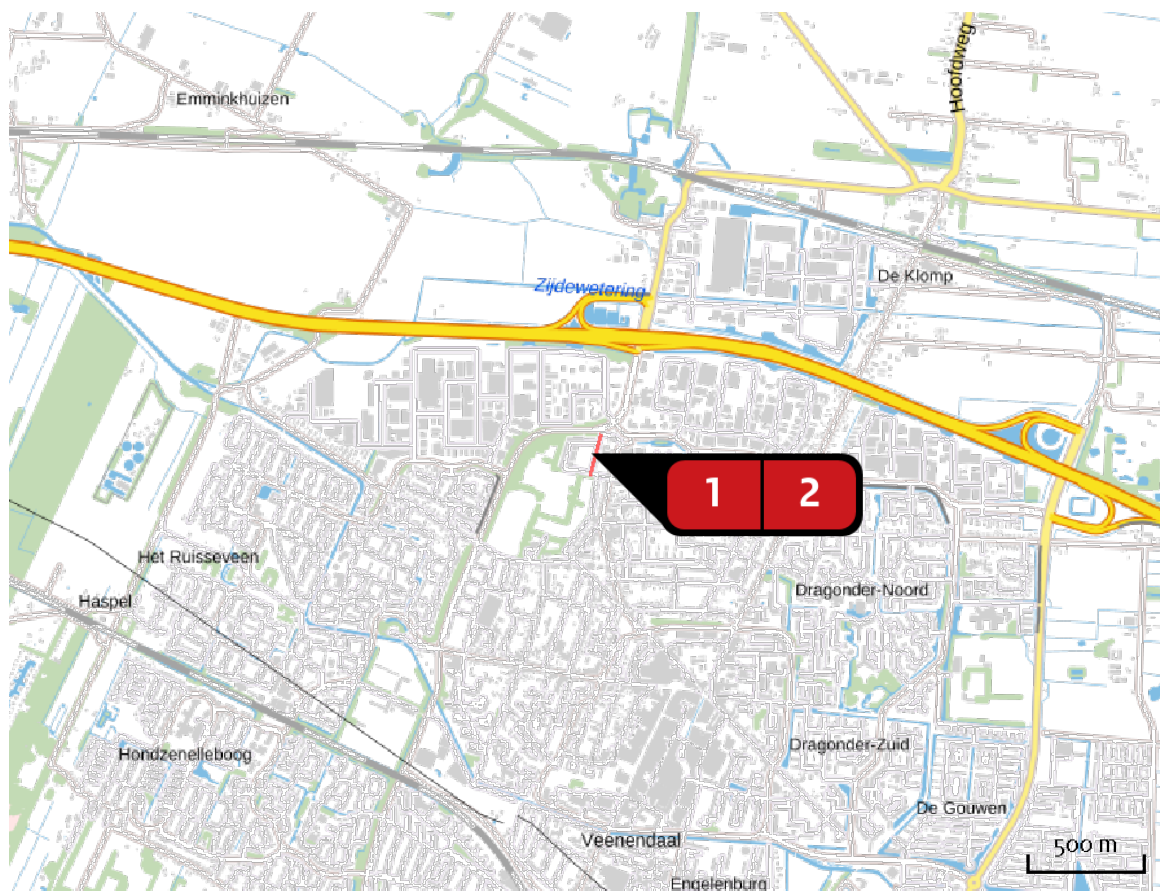 Hoofdweg
Emminkhuizen
De Klomp
Zijdewetering
1 2
Het Ruisseveen
Dragonder-Noord
Haspel
Dragonder-Zuid
Hondzenelleboog
De Gouwen
Veenendaal
500 m
Engelenburg